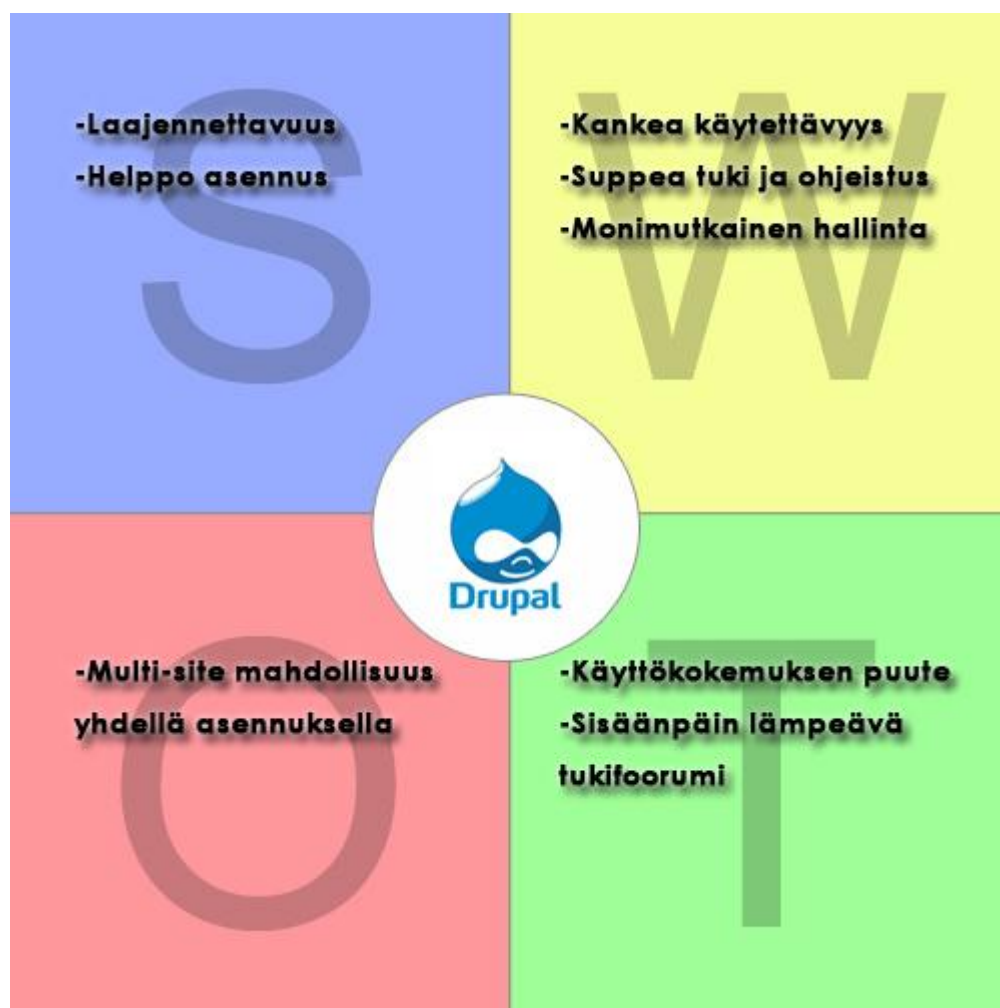 S
-Laajennettavuus
-Helppo asennus
W
-Kankea käytettävyys
-Suppea tuki ja ohjeistus
-Monimutkainen hallinta
Drupal
O
-Multi-site mahdollisuus
yhdellä asennuksella
T
-Käyttökokemuksen puute
-Sisäänpäin lämpeävä
tukifoorumi